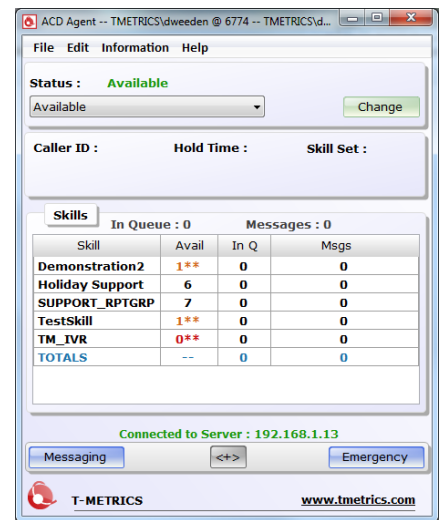 ACD Agent -- TMETRICS\dweeden @ 6774 -- TMETRICS\d...
File Edit Information Help
Status : Available
Available
Change
Caller ID : Hold Time : Skill Set :
Skills
In Queue : 0 Messages : 0
Skill Avail In Q Msgs
Demonstration2 1** 0 0
Holiday Support 6 0 0
SUPPORT_RPTGRP 7 0 0
TestSkill 1** 0 0
TM_IVR 0** 0 0
TOTALS -- 0 0
Connected to Server : 192.168.1.13
Messaging <+> Emergency
T-METRICS www.tmetrics.com